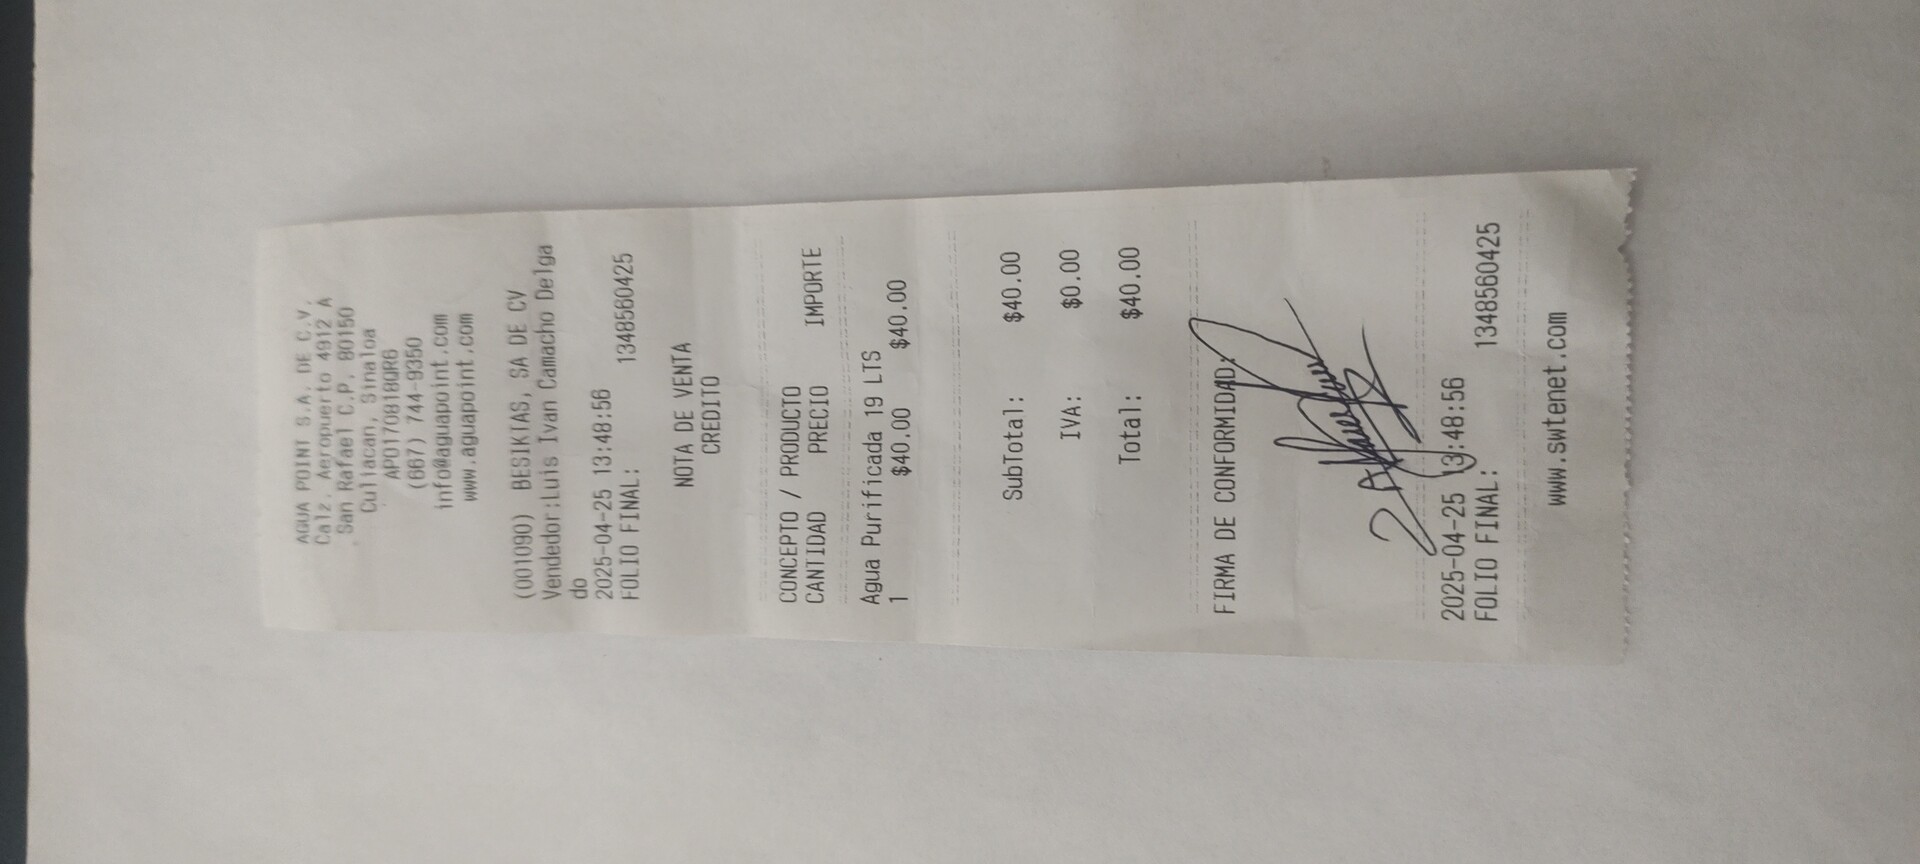 AGUA POINT S.A. DE C.V.
Calz. Aeropuerto 4912 A
San Rafael C.P. 80150
Culiacan, Sinaloa
APO170818QR6
(667) 744-9350
info@aguapoint.com
www.aguapoint.com
(001090) BESIKIAS, SA DE CV
Vendedor:Luis Ivan Camacho Delga
do
2025-04-25 13:48:56
FOLIO FINAL: 1348560425
NOTA DE VENTA
CREDITO
CONCEPTO / PRODUCTO
CANTIDAD PRECIO IMPORTE
Agua Purificada 19 LTS
1 $40.00 $40.00
SubTotal: $40.00
IVA: $0.00
Total: $40.00
FIRMA DE CONFORMIDAD:
2025-04-25 13:48:56
FOLIO FINAL: 1348560425
www.swtenet.com